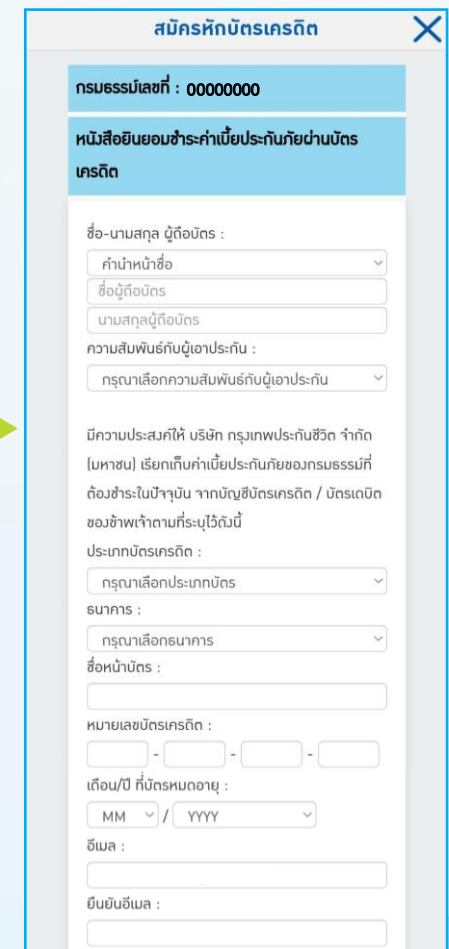 สมัครหักบัตรเครดิต
กรมธรรม์เลขที่ : 00000000
หนังสือยินยอมชำระค่าเบี้ยประกันภัยผ่านบัตร
เครดิต
ชื่อ-นามสกุล ผู้ถือบัตร :
คำนำหน้าชื่อ
ชื่อผู้ถือบัตร
นามสกุลผู้ถือบัตร
ความสัมพันธ์กับผู้เอาประกัน :
กรุณาเลือกความสัมพันธ์กับผู้เอาประกัน
มีความประสงค์ให้ บริษัท กรุงเทพประกันชีวิต จำกัด
(มหาชน) เรียกเก็บค่าเบี้ยประกันภัยของกรมธรรม์ที่
ต้องชำระในปัจจุบัน จากบัญชีบัตรเครดิต / บัตรเดบิต
ของข้าพเจ้าตามที่ระบุไว้ดังนี้
ประเภทบัตรเครดิต :
กรุณาเลือกประเภทบัตร
ธนาคาร :
กรุณาเลือกธนาคาร
ชื่อหน้าบัตร :
หมายเลขบัตรเครดิต :
- - -
เดือน/ปี ที่บัตรหมดอายุ :
MM / YYYY
อีเมล :
ยืนยันอีเมล :